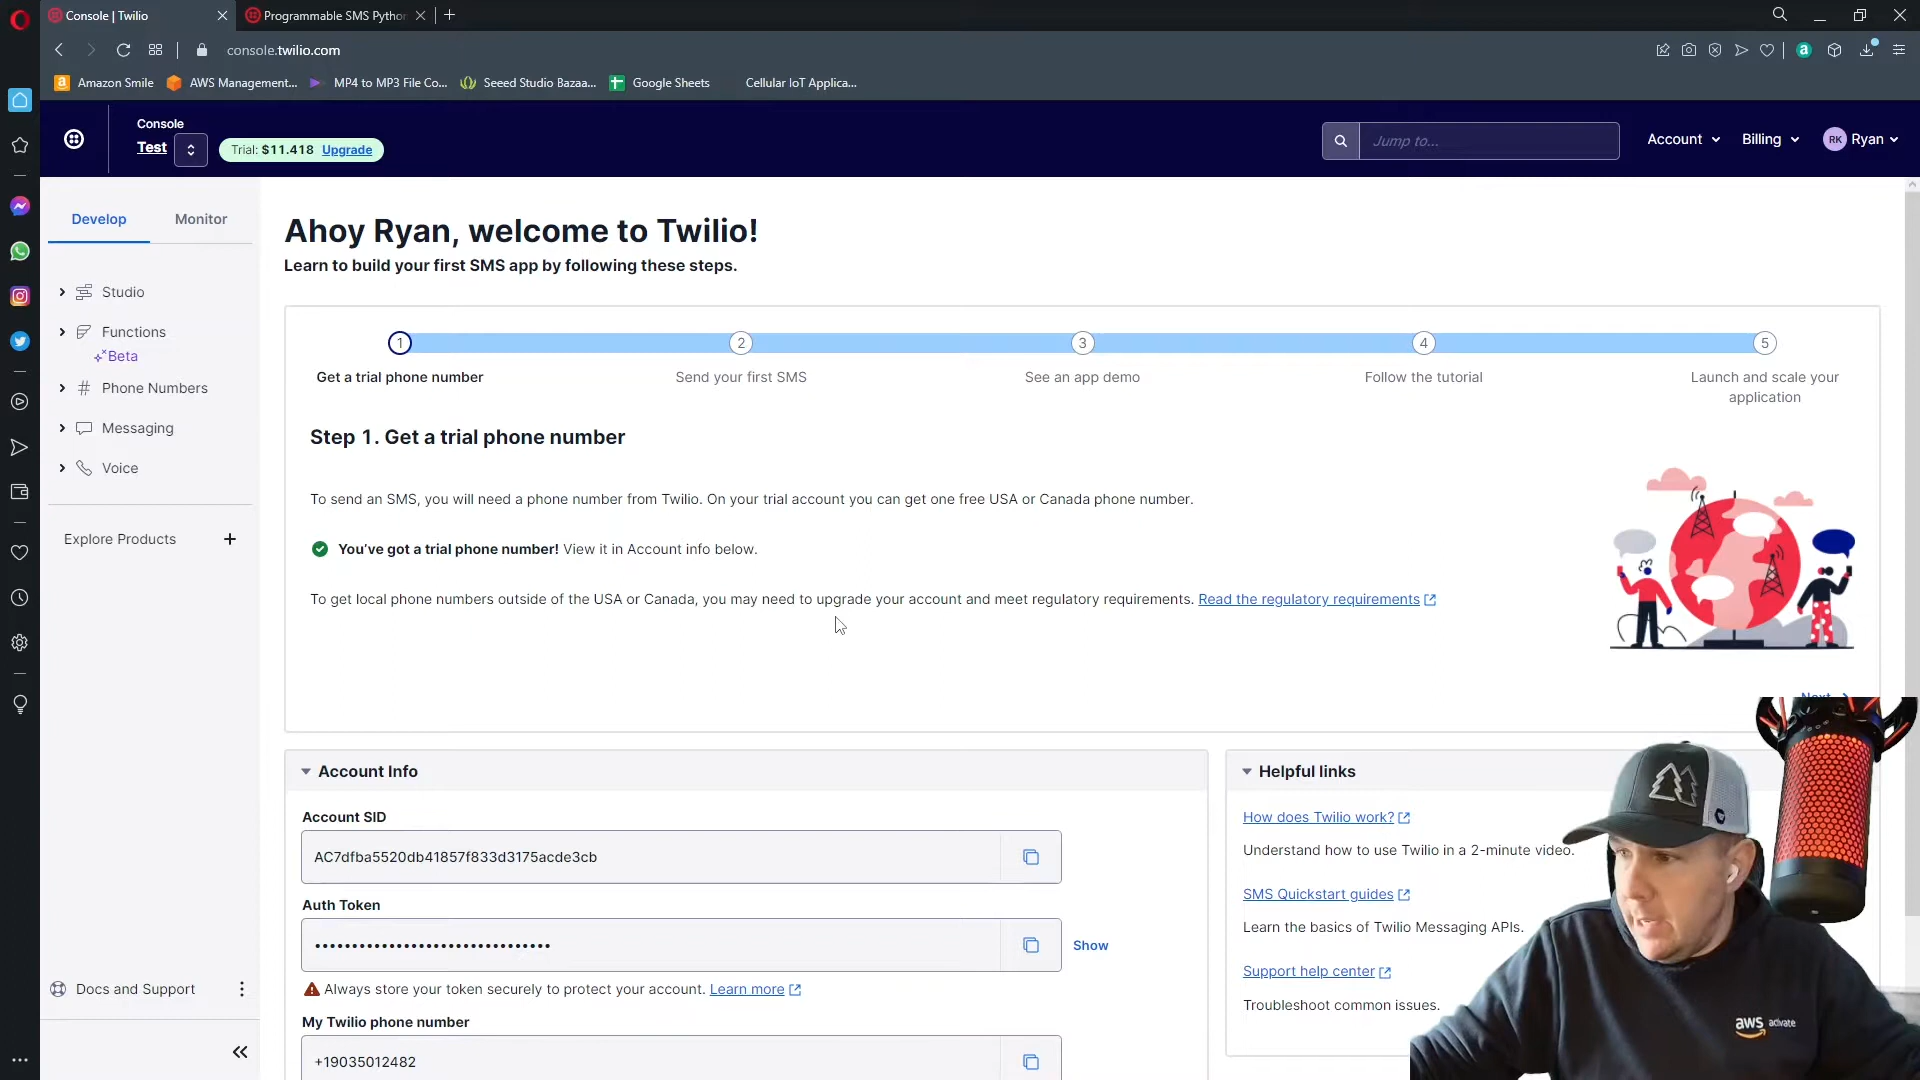 Console | Twilio
Programmable SMS Pytho
console.twilio.com
Amazon Smile
AWS Management...
MP4 to MP3 File Co...
Seeed Studio Bazaa...
Google Sheets
Cellular IoT Applica...
Console
Test
Trial: $11.418 Upgrade
Jump to...
Account
Billing
RK
Ryan
Develop
Monitor
Studio
Functions
Beta
Phone Numbers
Messaging
Voice
Explore Products
Docs and Support
Ahoy Ryan, welcome to Twilio!
Learn to build your first SMS app by following these steps.
1
2
3
4
5
Get a trial phone number
Send your first SMS
See an app demo
Follow the tutorial
Launch and scale your
application
Step 1. Get a trial phone number
To send an SMS, you will need a phone number from Twilio. On your trial account you can get one free USA or Canada phone number.
You've got a trial phone number! View it in Account info below.
To get local phone numbers outside of the USA or Canada, you may need to upgrade your account and meet regulatory requirements. Read the regulatory requirements
Next
Account Info
Account SID
AC7dfba5520db41857f833d3175acde3cb
Auth Token
••••••••••••••••••••••••••••••••
Show
Always store your token securely to protect your account. Learn more
My Twilio phone number
+19035012482
Helpful links
How does Twilio work?
Understand how to use Twilio in a 2-minute video.
SMS Quickstart guides
Learn the basics of Twilio Messaging APIs.
Support help center
Troubleshoot common issues.
aws activate